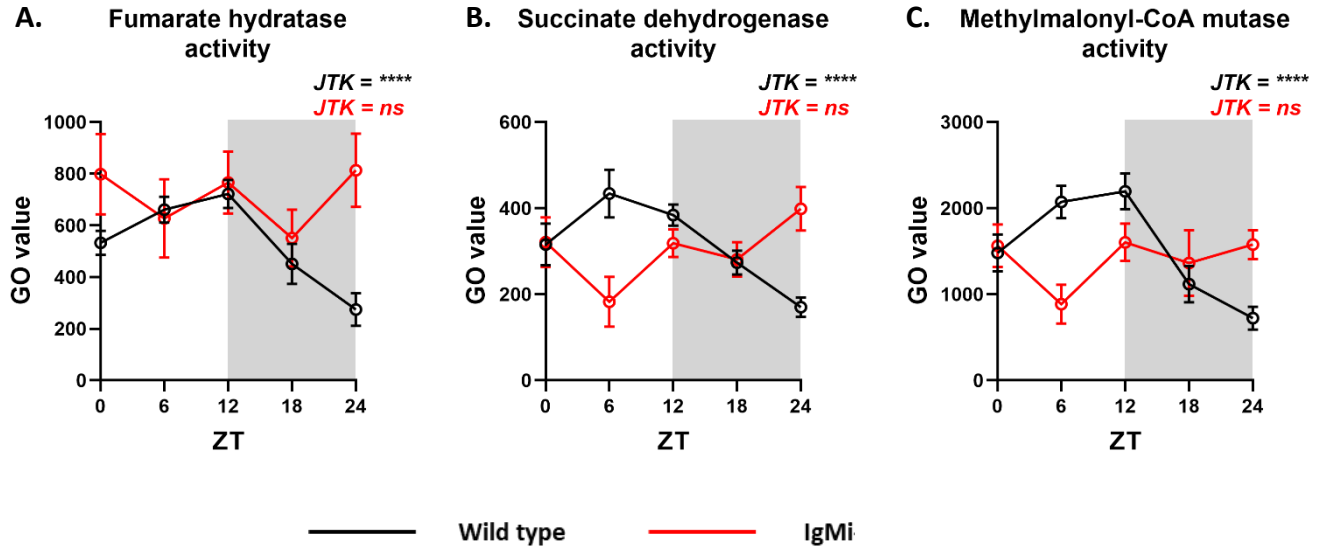 A.
Fumarate hydratase
activity
JTK = ****
JTK = ns
1000
800
600
400
200
0
GO value
0 6 12 18 24
ZT
B.
Succinate dehydrogenase
activity
JTK = ****
JTK = ns
600
400
200
0
GO value
0 6 12 18 24
ZT
C.
Methylmalonyl-CoA mutase
activity
JTK = ****
JTK = ns
3000
2000
1000
0
GO value
0 6 12 18 24
ZT
Wild type
IgMi